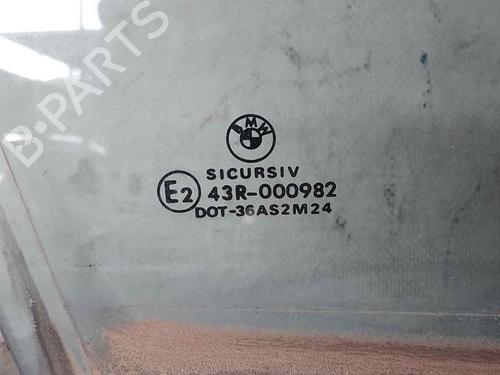 B-PARTS
BMW
SICURSIV
E2 43R-000982
DOT-36AS2M24